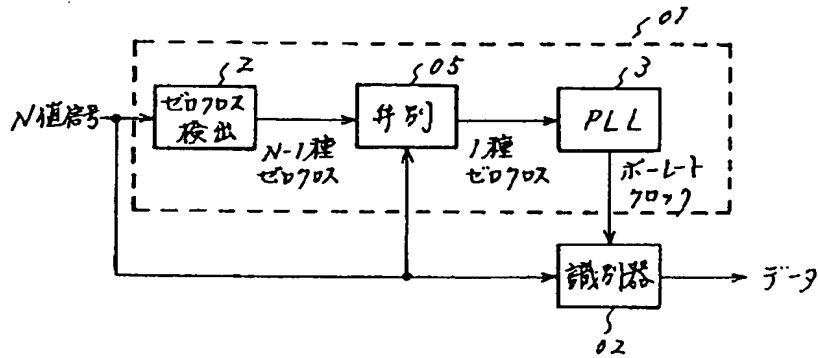 01
2
05
3
N値信号
ゼロクロス
検出
弁別
PLL
N-1種
ゼロクロス
1種
ゼロクロス
ボーレート
クロック
識別器
データ
02